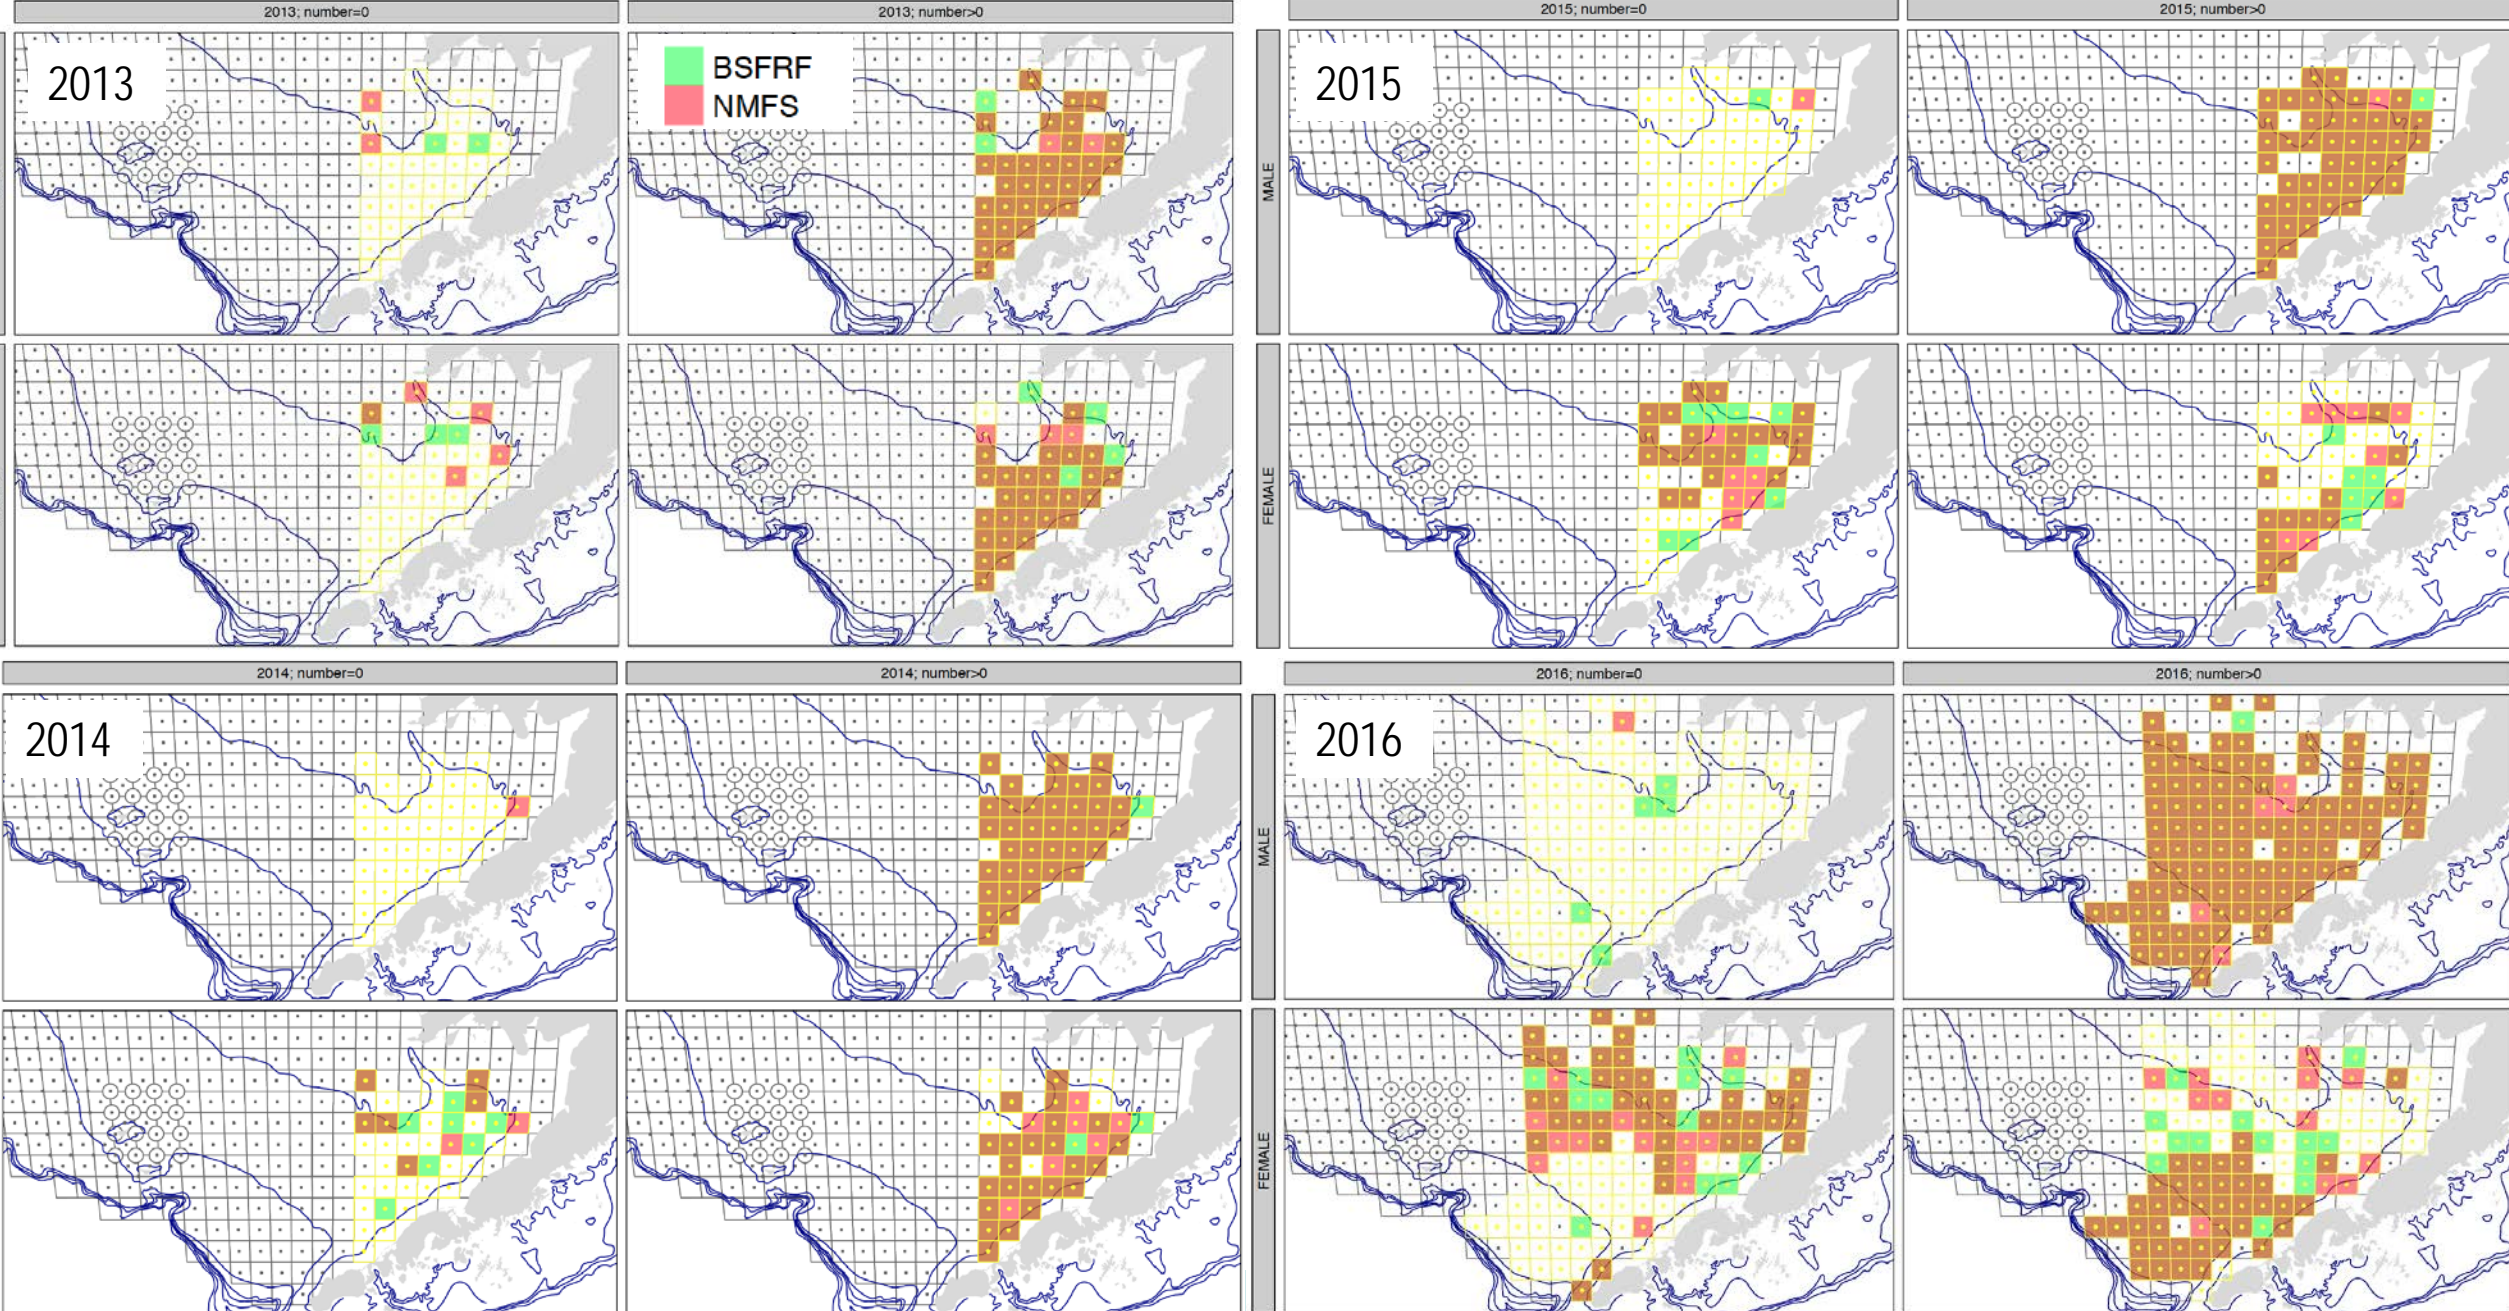 2013; number=0
2013; number>0
2013
BSFRF
NMFS
2015; number=0
2015; number>0
2015
MALE
FEMALE
2014; number=0
2014; number>0
2014
2016; number=0
2016; number>0
2016
MALE
FEMALE